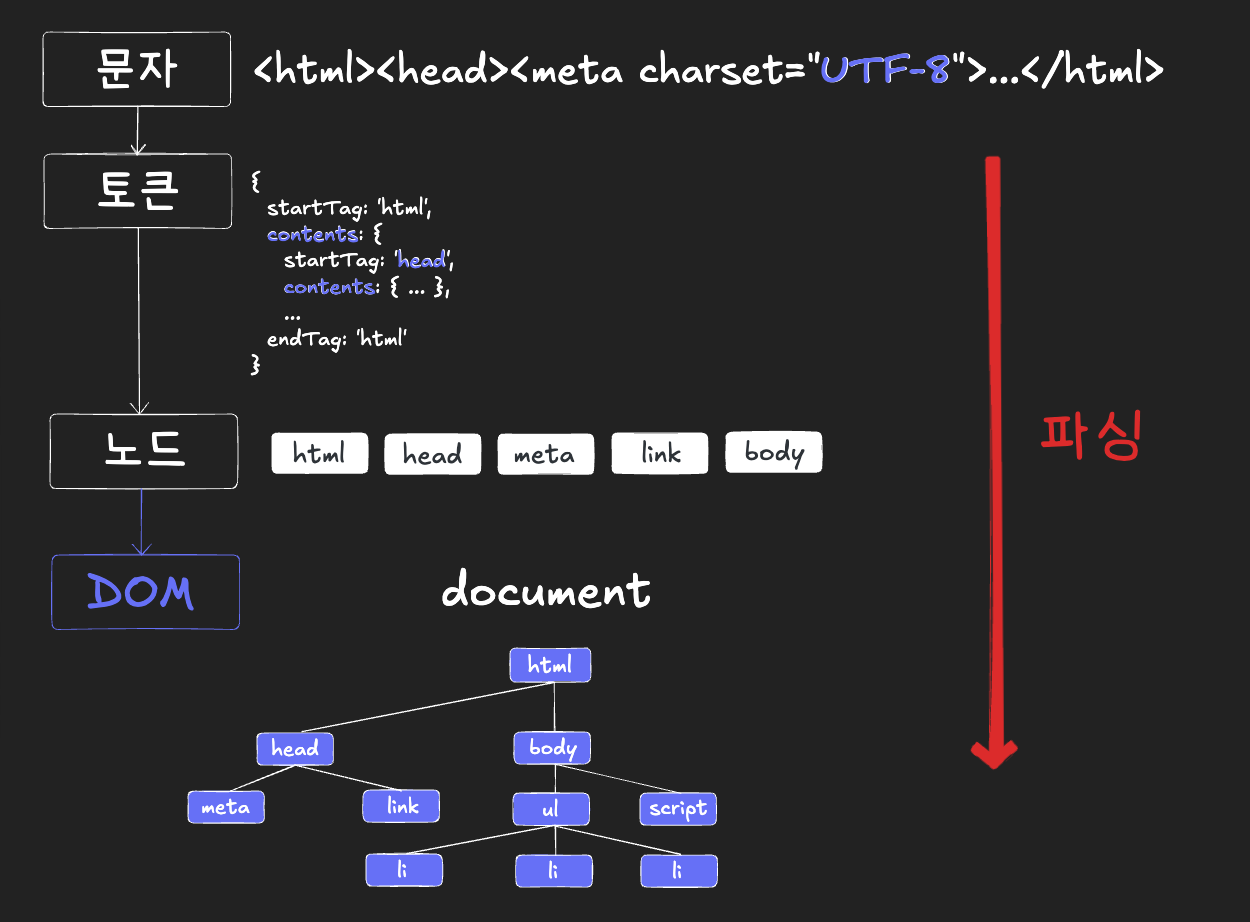 문자
<html><head><meta charset="UTF-8">...</html>
토큰
{
startTag: 'html',
contents: {
startTag: 'head',
contents: { ... },
...
endTag: 'html'
}
파싱
노드
html head meta link body
DOM
document
html
head body
meta link ul script
li li li